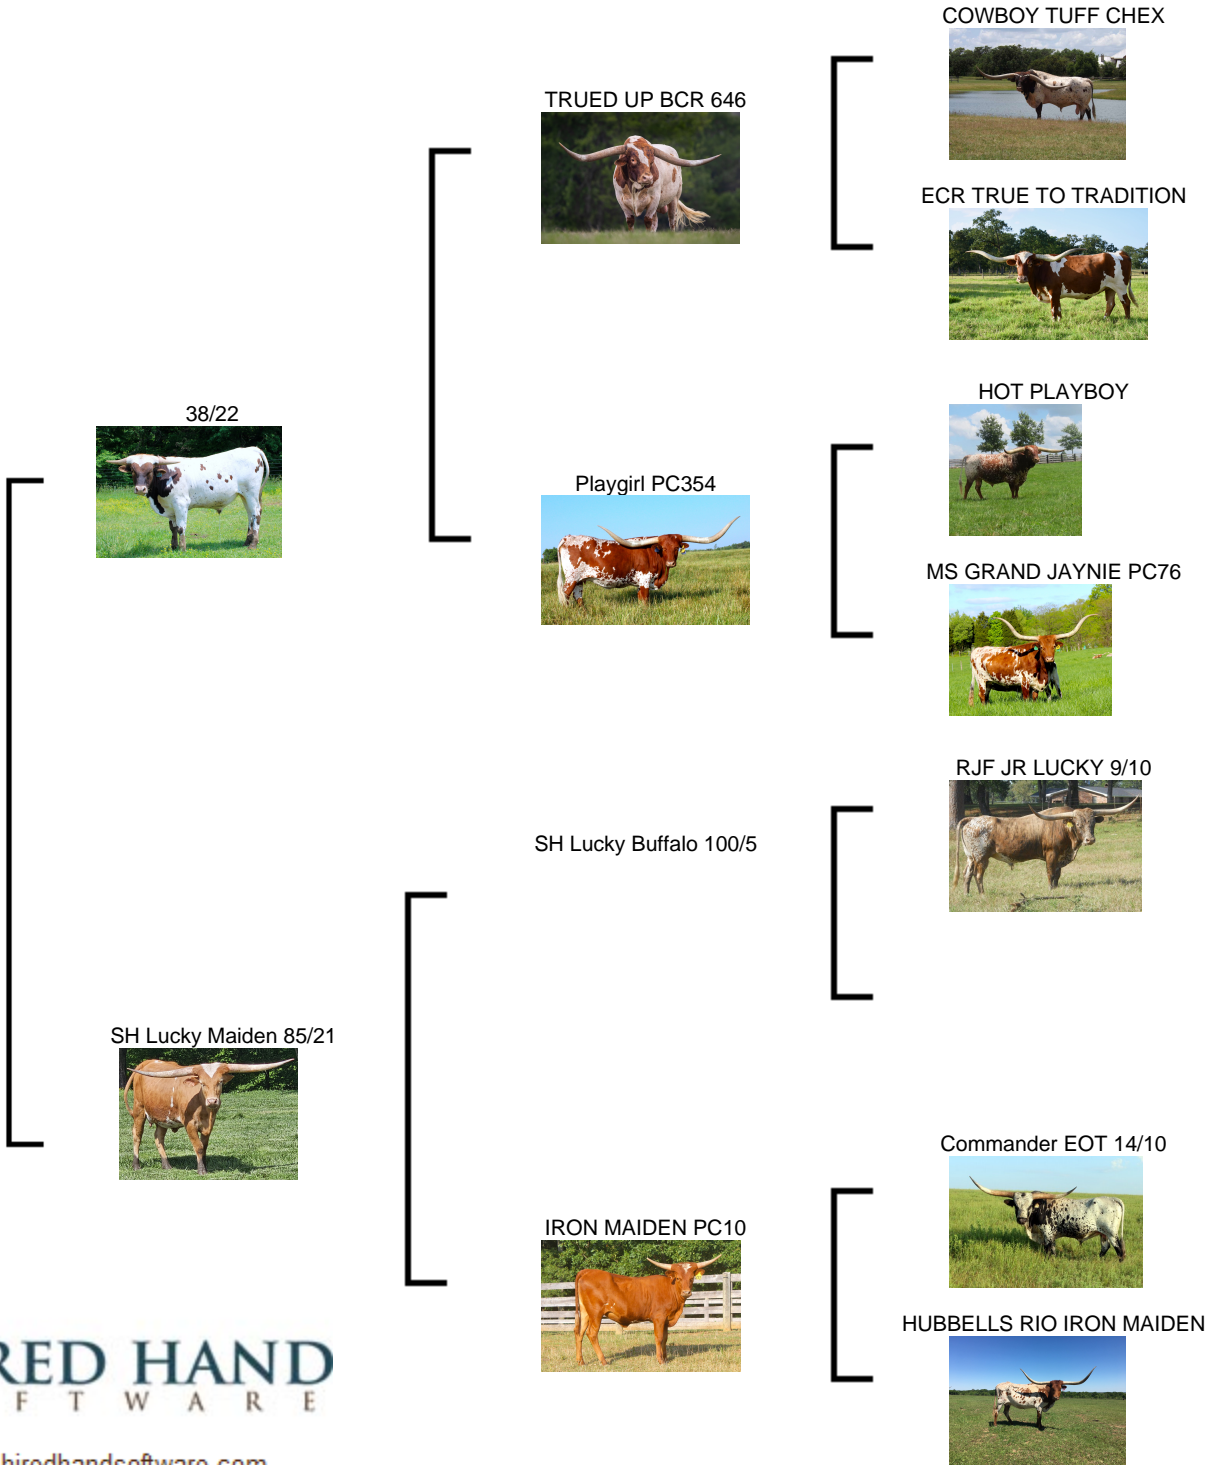 COWBOY TUFF CHEX
TRUED UP BCR 646
ECR TRUE TO TRADITION
HOT PLAYBOY
38/22
Playgirl PC354
MS GRAND JAYNIE PC76
RJF JR LUCKY 9/10
SH Lucky Buffalo 100/5
SH Lucky Maiden 85/21
Commander EOT 14/10
IRON MAIDEN PC10
HUBBELLS RIO IRON MAIDEN
RED HAND
F T W A R E
hiredhandsoftware.com